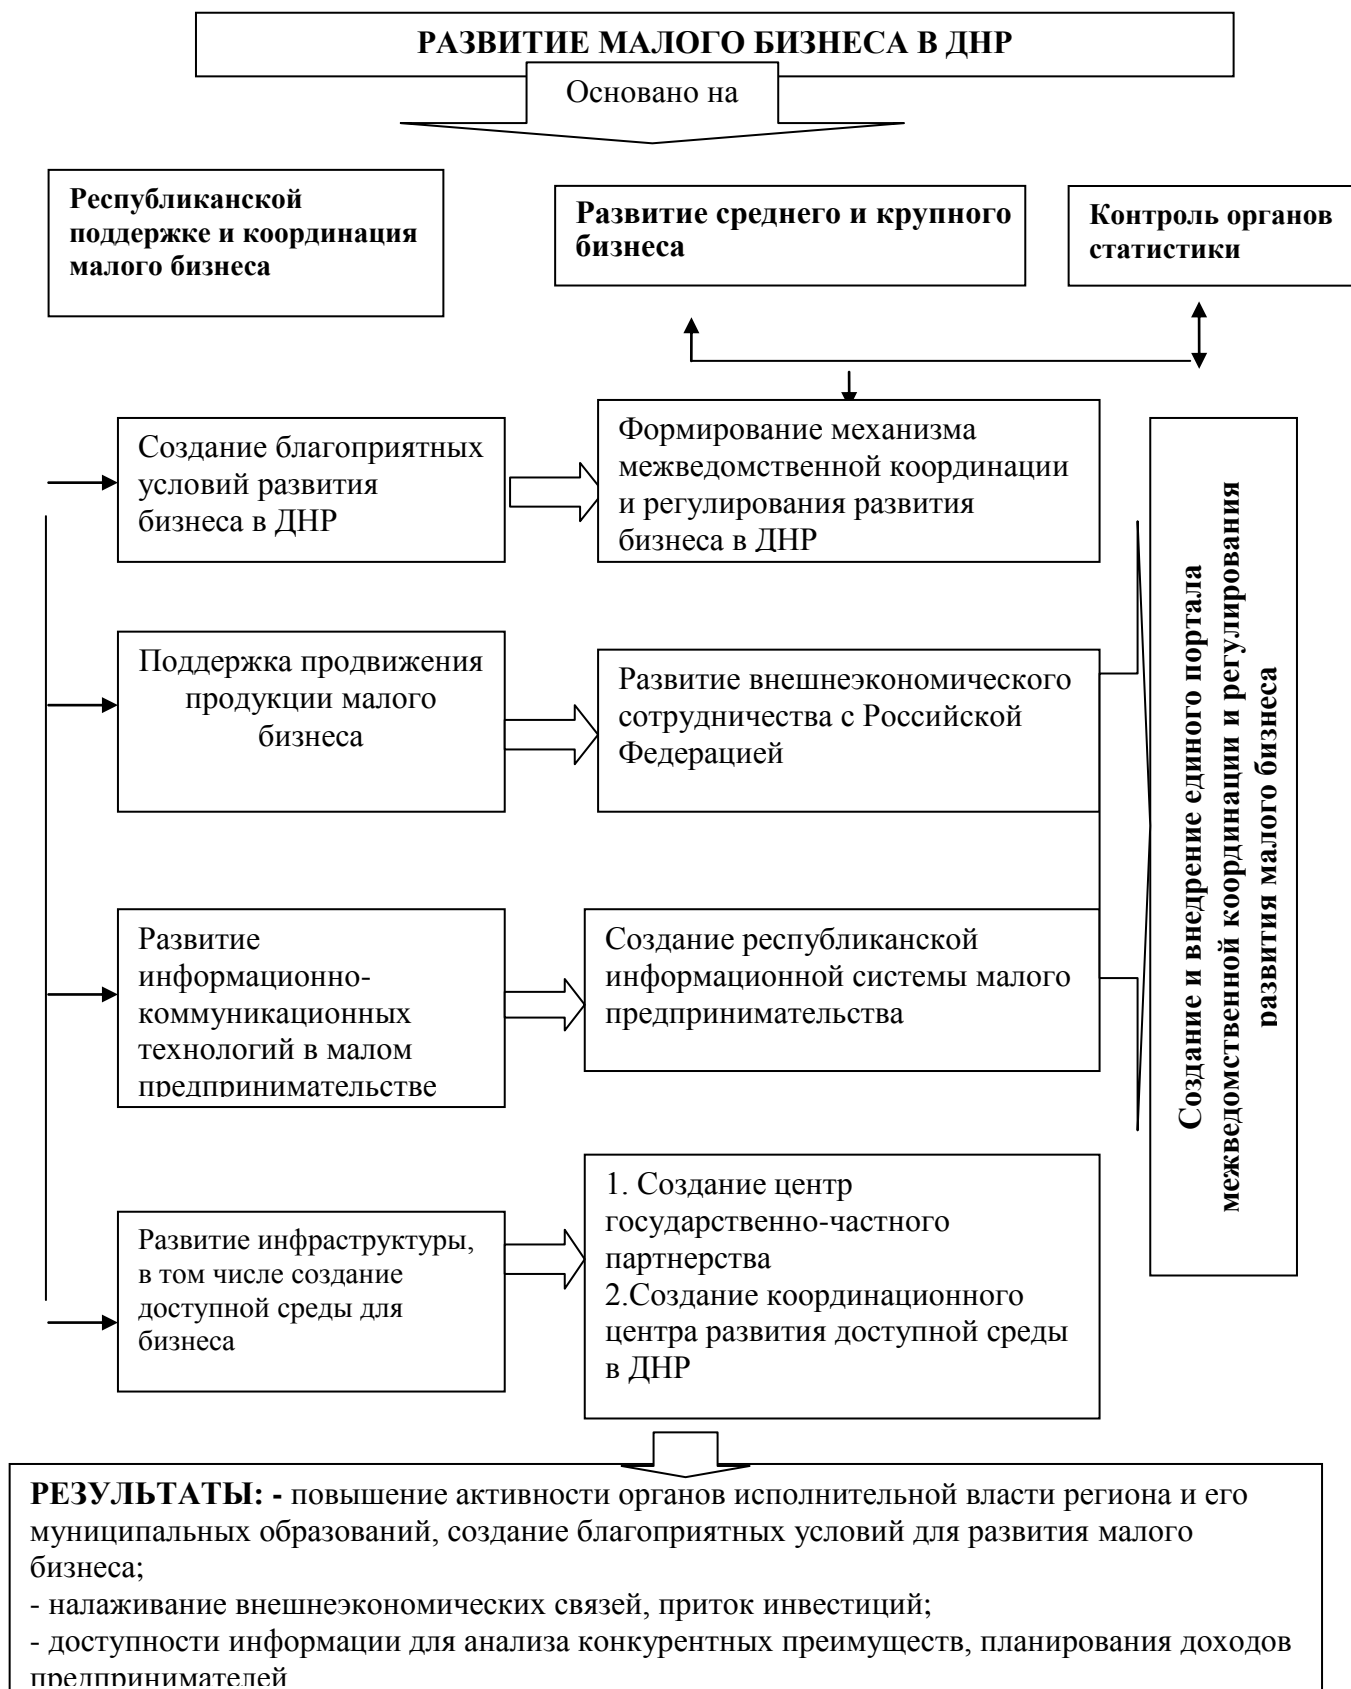 РАЗВИТИЕ МАЛОГО БИЗНЕСА В ДНР
Основано на
Республиканской
поддержке и координация
малого бизнеса
Развитие среднего и крупного
бизнеса
Контроль органов
статистики
Создание благоприятных
условий развития
бизнеса в ДНР
Формирование механизма
межведомственной координации
и регулирования развития
бизнеса в ДНР
Поддержка продвижения
продукции малого
бизнеса
Развитие внешнеэкономического
сотрудничества с Российской
Федерацией
Развитие
информационно-
коммуникационных
технологий в малом
предпринимательстве
Создание республиканской
информационной системы малого
предпринимательства
Развитие инфраструктуры,
в том числе создание
доступной среды для
бизнеса
1. Создание центр
государственно-частного
партнерства
2.Создание координационного
центра развития доступной среды
в ДНР
Создание и внедрение единого портала
межведомственной координации и регулирования
развития малого бизнеса
РЕЗУЛЬТАТЫ: - повышение активности органов исполнительной власти региона и его
муниципальных образований, создание благоприятных условий для развития малого
бизнеса;
- налаживание внешнеэкономических связей, приток инвестиций;
- доступности информации для анализа конкурентных преимуществ, планирования доходов
предпринимателей